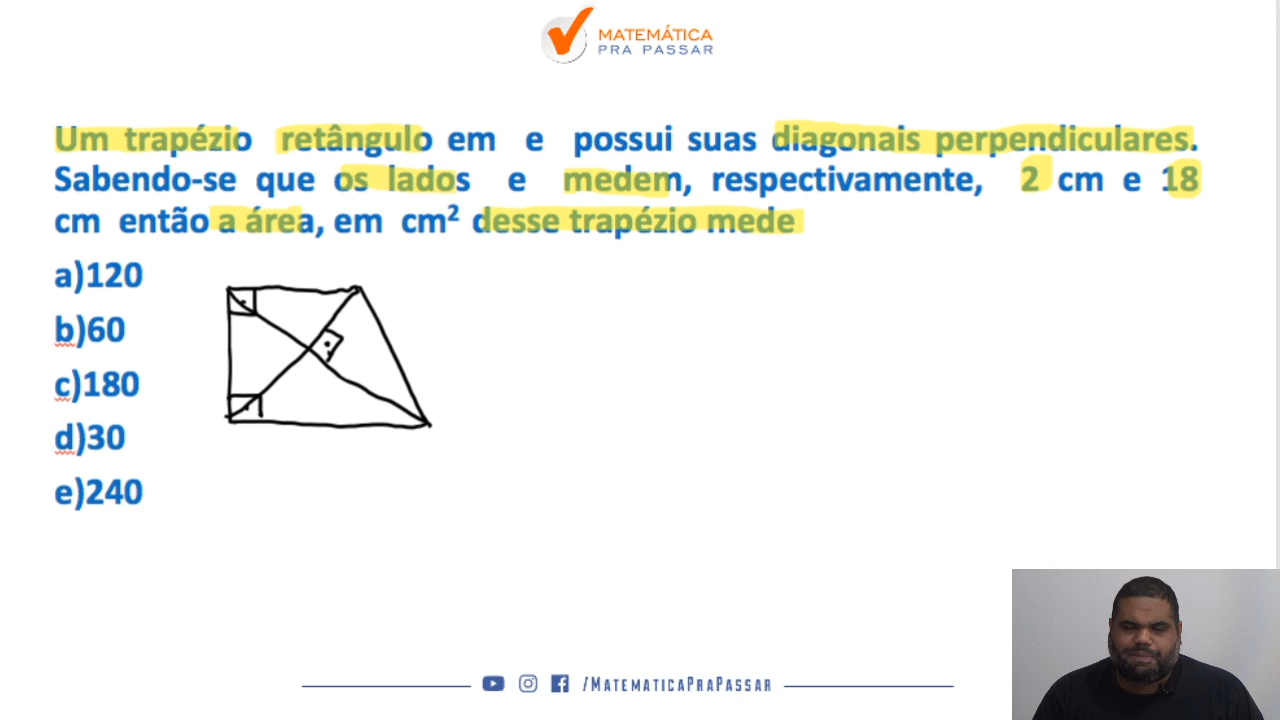 MATEMÁTICA
PRA PASSAR
Um trapézio retângulo em e possui suas diagonais perpendiculares.
Sabendo-se que os lados e medem, respectivamente, 2 cm e 18
cm então a área, em cm² desse trapézio mede
a)120
b)60
c)180
d)30
e)240
/MATEMATICAPRAPASSAR